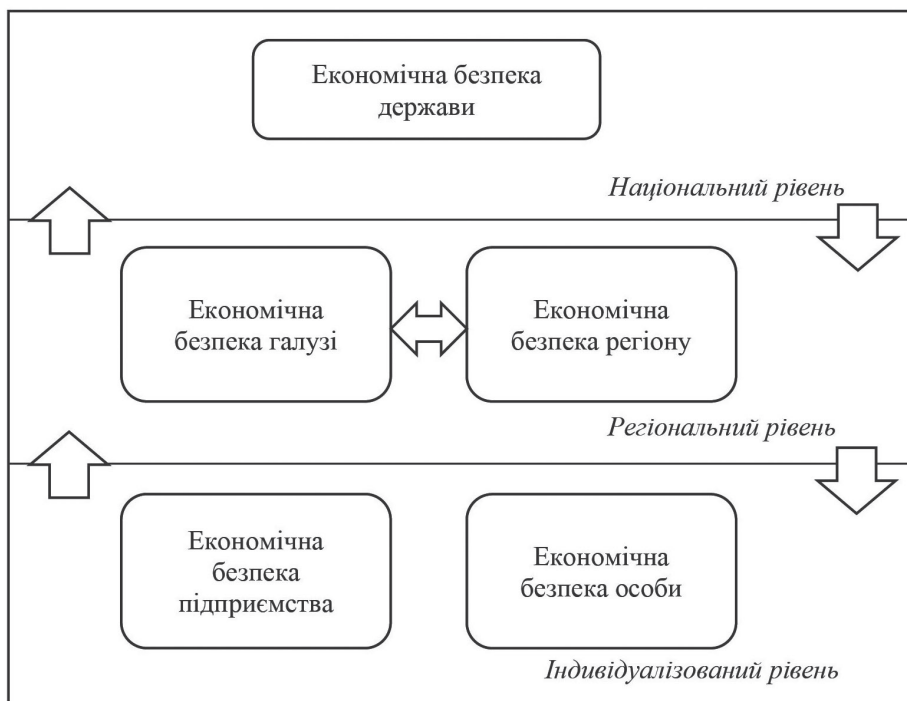 Економічна безпека
держави
Національний рівень
Економічна
безпека галузі
Економічна
безпека регіону
Регіональний рівень
Економічна
безпека
підприємства
Економічна
безпека особи
Індивідуалізований рівень